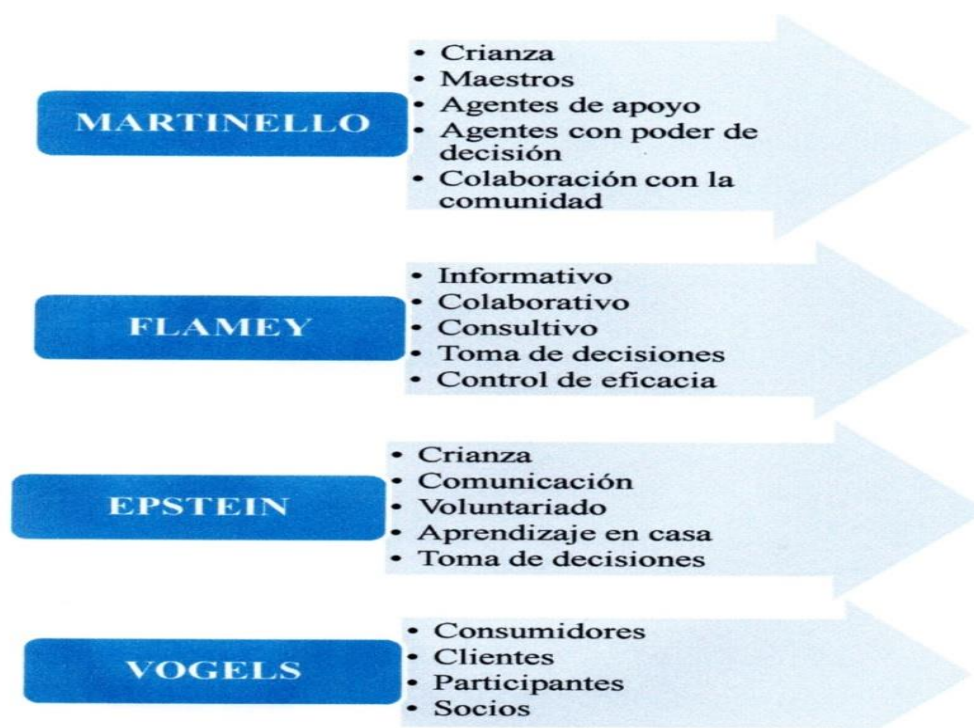 MARTINELLO
• Crianza
• Maestros
• Agentes de apoyo
• Agentes con poder de
decisión
• Colaboración con la
comunidad
FLAMEY
• Informativo
• Colaborativo
• Consultivo
• Toma de decisiones
• Control de eficacia
EPSTEIN
• Crianza
• Comunicación
• Voluntariado
• Aprendizaje en casa
• Toma de decisiones
VOGELS
• Consumidores
• Clientes
• Participantes
• Socios